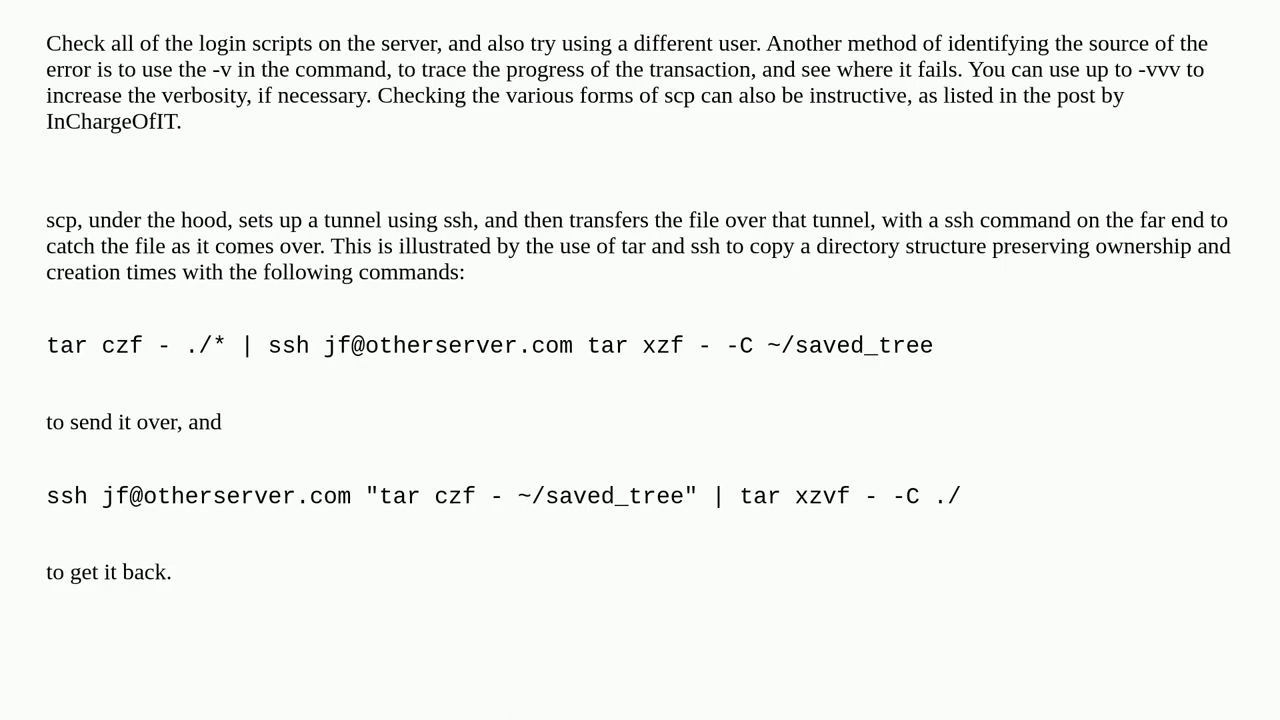 Check all of the login scripts on the server, and also try using a different user. Another method of identifying the source of the
error is to use the -v in the command, to trace the progress of the transaction, and see where it fails. You can use up to -vvv to
increase the verbosity, if necessary. Checking the various forms of scp can also be instructive, as listed in the post by
InChargeOfIT.
scp, under the hood, sets up a tunnel using ssh, and then transfers the file over that tunnel, with a ssh command on the far end to
catch the file as it comes over. This is illustrated by the use of tar and ssh to copy a directory structure preserving ownership and
creation times with the following commands:
tar czf - ./* | ssh jf@otherserver.com tar xzf - -C ~/saved_tree
to send it over, and
ssh jf@otherserver.com "tar czf - ~/saved_tree" | tar xzvf - -C ./
to get it back.